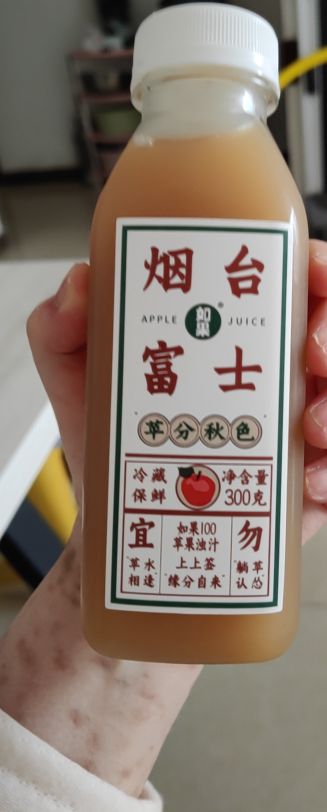 烟台
APPLE 如果® JUICE
富士
"苹分秋色"
冷藏 净含量
保鲜 300克
宜 如果100 勿
苹果浊汁
"草水 上上签 "躺草
相逢" "缘分自来" 认怂"